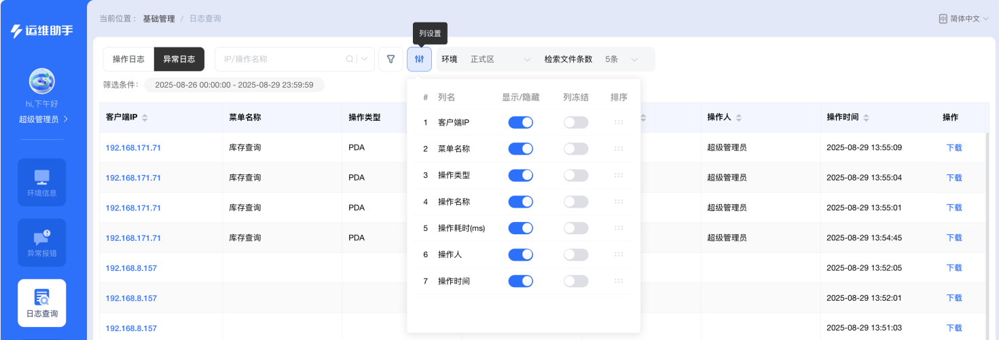 运维助手
hi,下午好
超级管理员
环境信息
异常报错
日志查询
当前位置： 基础管理 / 日志查询
简体中文
列设置
操作日志 异常日志 IP/操作名称 环境 正式区 检索文件条数 5条
筛选条件： 2025-08-26 00:00:00 - 2025-08-29 23:59:59
客户端IP 菜单名称 操作类型 操作人 操作时间 操作
192.168.171.71 库存查询 PDA 超级管理员 2025-08-29 13:55:09 下载
192.168.171.71 库存查询 PDA 超级管理员 2025-08-29 13:55:04 下载
192.168.171.71 库存查询 PDA 超级管理员 2025-08-29 13:55:01 下载
192.168.171.71 库存查询 PDA 超级管理员 2025-08-29 13:54:45 下载
192.168.8.157 2025-08-29 13:52:05 下载
192.168.8.157 2025-08-29 13:52:01 下载
192.168.8.157 2025-08-29 13:51:03 下载
# 列名 显示/隐藏 列冻结 排序
1 客户端IP
2 菜单名称
3 操作类型
4 操作名称
5 操作耗时(ms)
6 操作人
7 操作时间